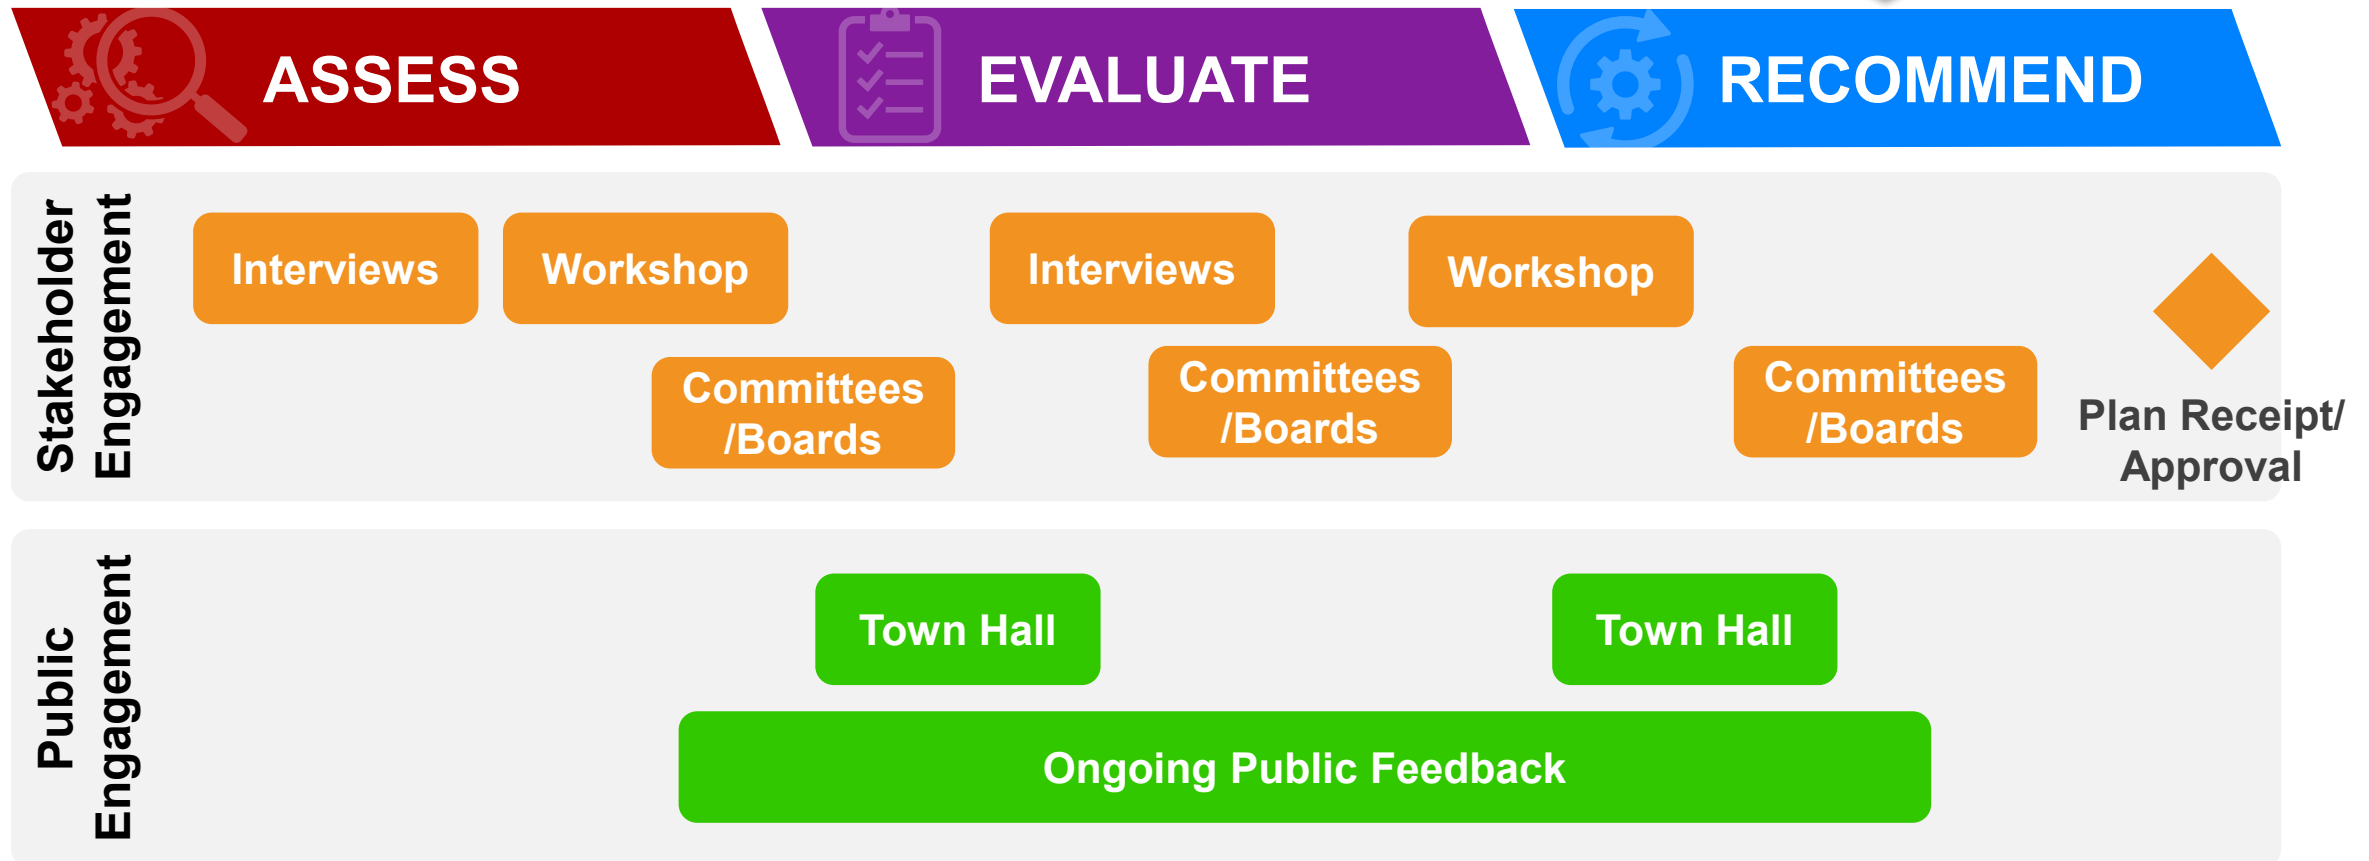 ASSESS
EVALUATE
RECOMMEND
Stakeholder
Engagement
Interviews
Workshop
Interviews
Workshop
Committees
/Boards
Committees
/Boards
Committees
/Boards
Plan Receipt/
Approval
Public
Engagement
Town Hall
Town Hall
Ongoing Public Feedback